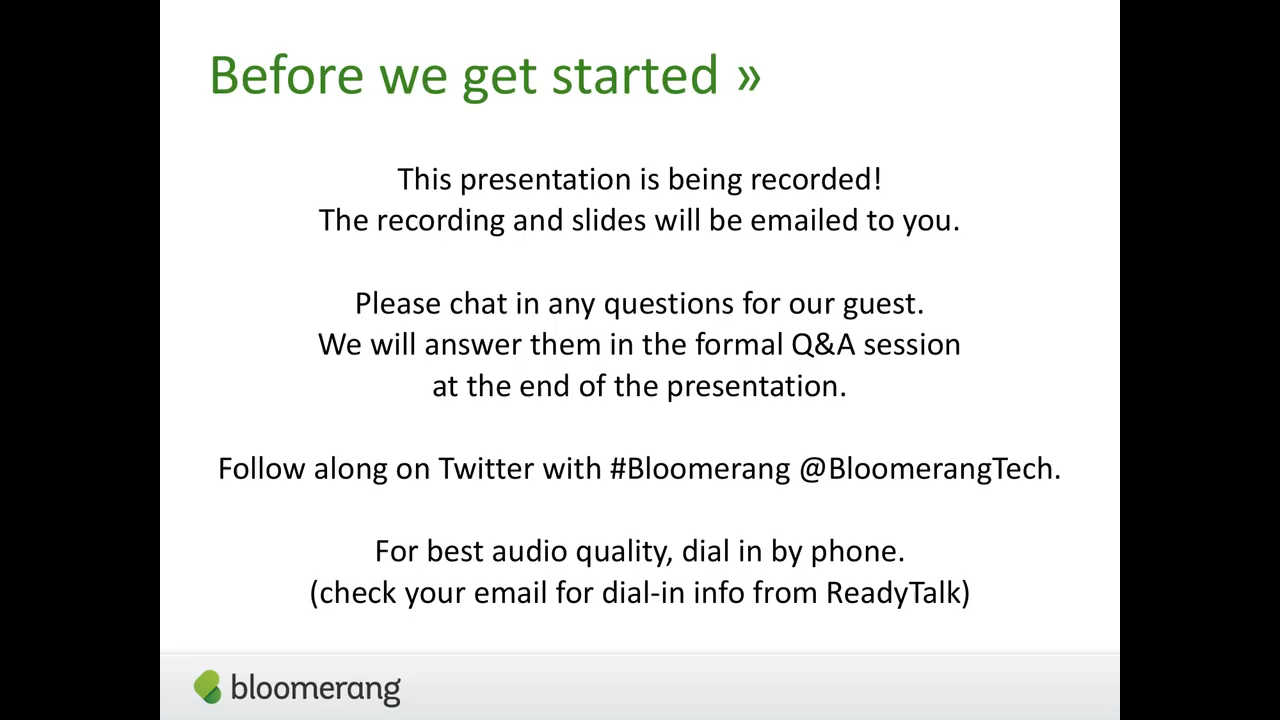 Before we get started »
This presentation is being recorded!
The recording and slides will be emailed to you.
Please chat in any questions for our guest.
We will answer them in the formal Q&A session
at the end of the presentation.
Follow along on Twitter with #Bloomerang @BloomerangTech.
For best audio quality, dial in by phone.
(check your email for dial-in info from ReadyTalk)
bloomerang